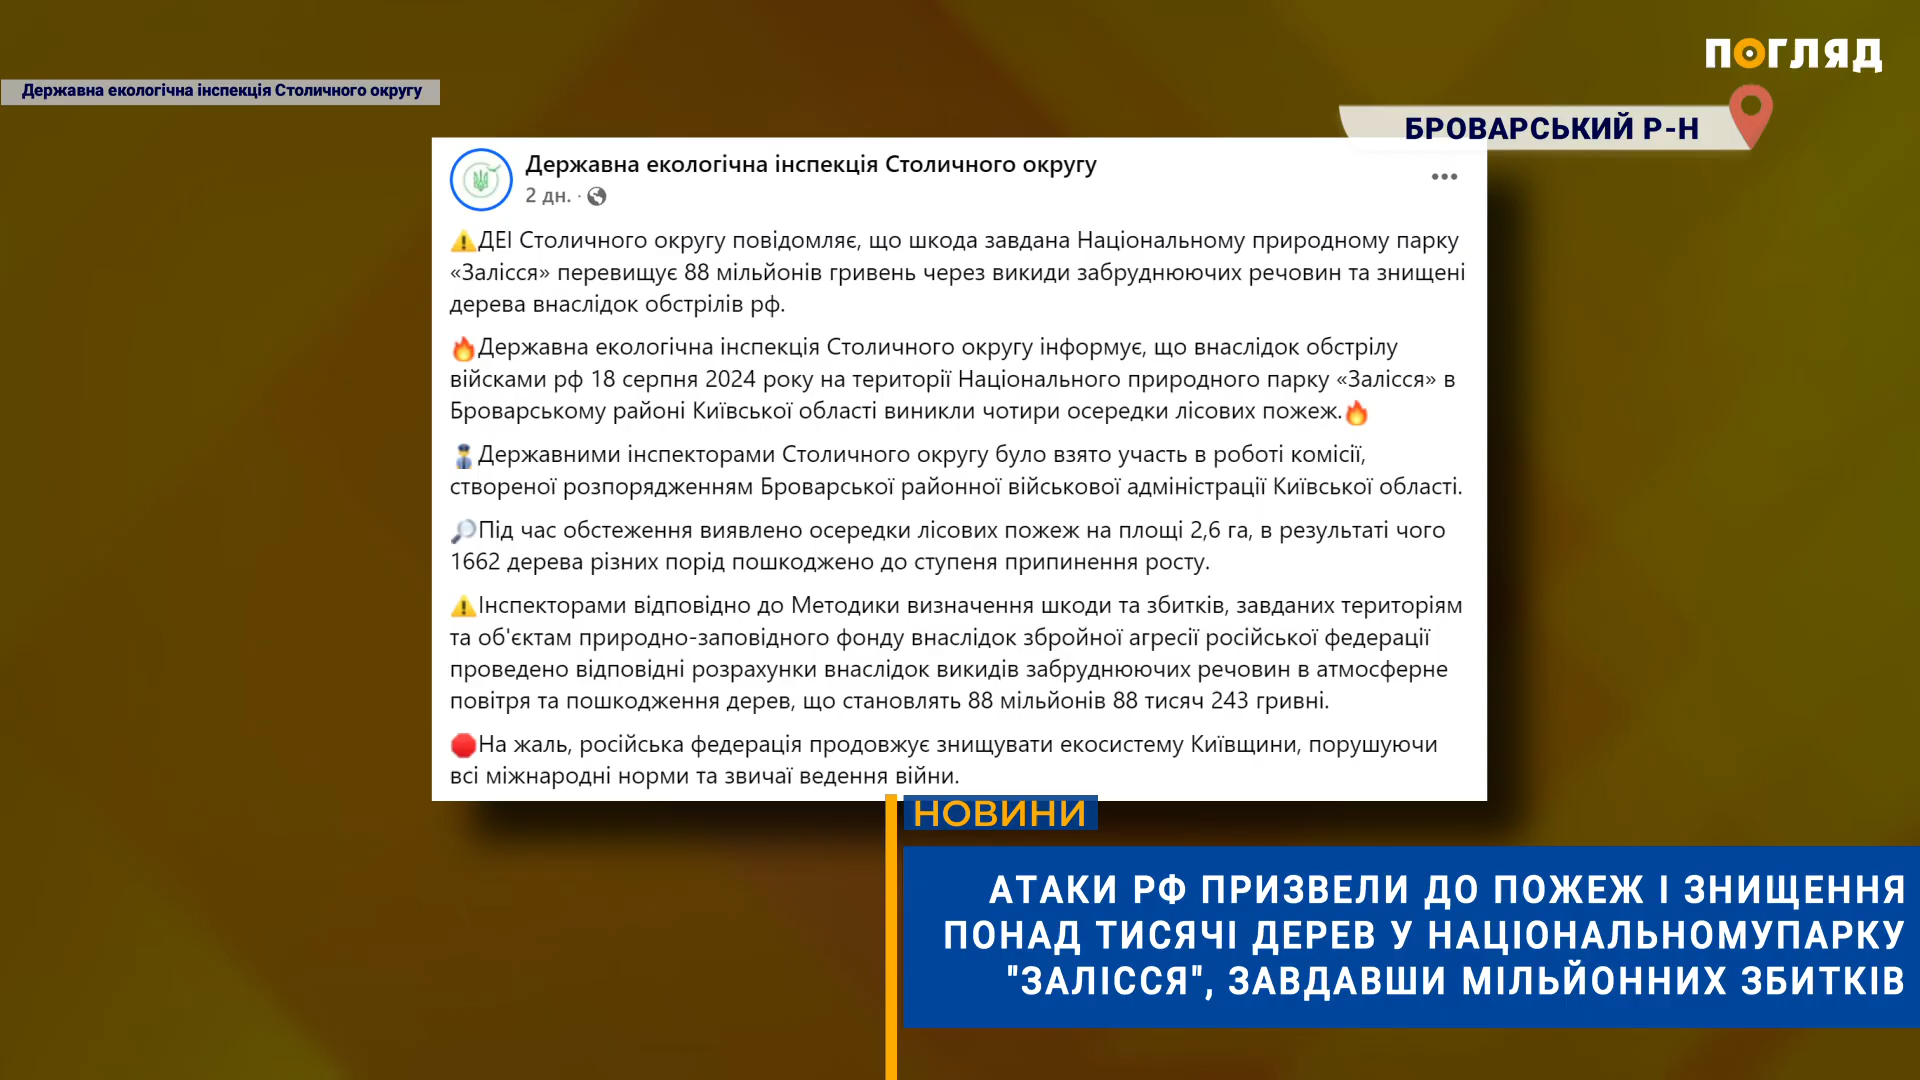 ПОГЛЯД
Державна екологічна інспекція Столичного округу
БРОВАРСЬКИЙ Р-Н
Державна екологічна інспекція Столичного округу
2 дн. ·
⚠️ДЕІ Столичного округу повідомляє, що шкода завдана Національному природному парку
«Залісся» перевищує 88 мільйонів гривень через викиди забруднюючих речовин та знищені
дерева внаслідок обстрілів рф.
🔥Державна екологічна інспекція Столичного округу інформує, що внаслідок обстрілу
військами рф 18 серпня 2024 року на території Національного природного парку «Залісся» в
Броварському районі Київської області виникли чотири осередки лісових пожеж.🔥
👮‍♂️Державними інспекторами Столичного округу було взято участь в роботі комісії,
створеної розпорядженням Броварської районної військової адміністрації Київської області.
🔎Під час обстеження виявлено осередки лісових пожеж на площі 2,6 га, в результаті чого
1662 дерева різних порід пошкоджено до ступеня припинення росту.
⚠️Інспекторами відповідно до Методики визначення шкоди та збитків, завданих територіям
та об'єктам природно-заповідного фонду внаслідок збройної агресії російської федерації
проведено відповідні розрахунки внаслідок викидів забруднюючих речовин в атмосферне
повітря та пошкодження дерев, що становлять 88 мільйонів 88 тисяч 243 гривні.
🛑На жаль, російська федерація продовжує знищувати екосистему Київщини, порушуючи
всі міжнародні норми та звичаї ведення війни.
НОВИНИ
АТАКИ РФ ПРИЗВЕЛИ ДО ПОЖЕЖ І ЗНИЩЕННЯ
ПОНАД ТИСЯЧІ ДЕРЕВ У НАЦІОНАЛЬНОМУПАРКУ
"ЗАЛІССЯ", ЗАВДАВШИ МІЛЬЙОННИХ ЗБИТКІВ